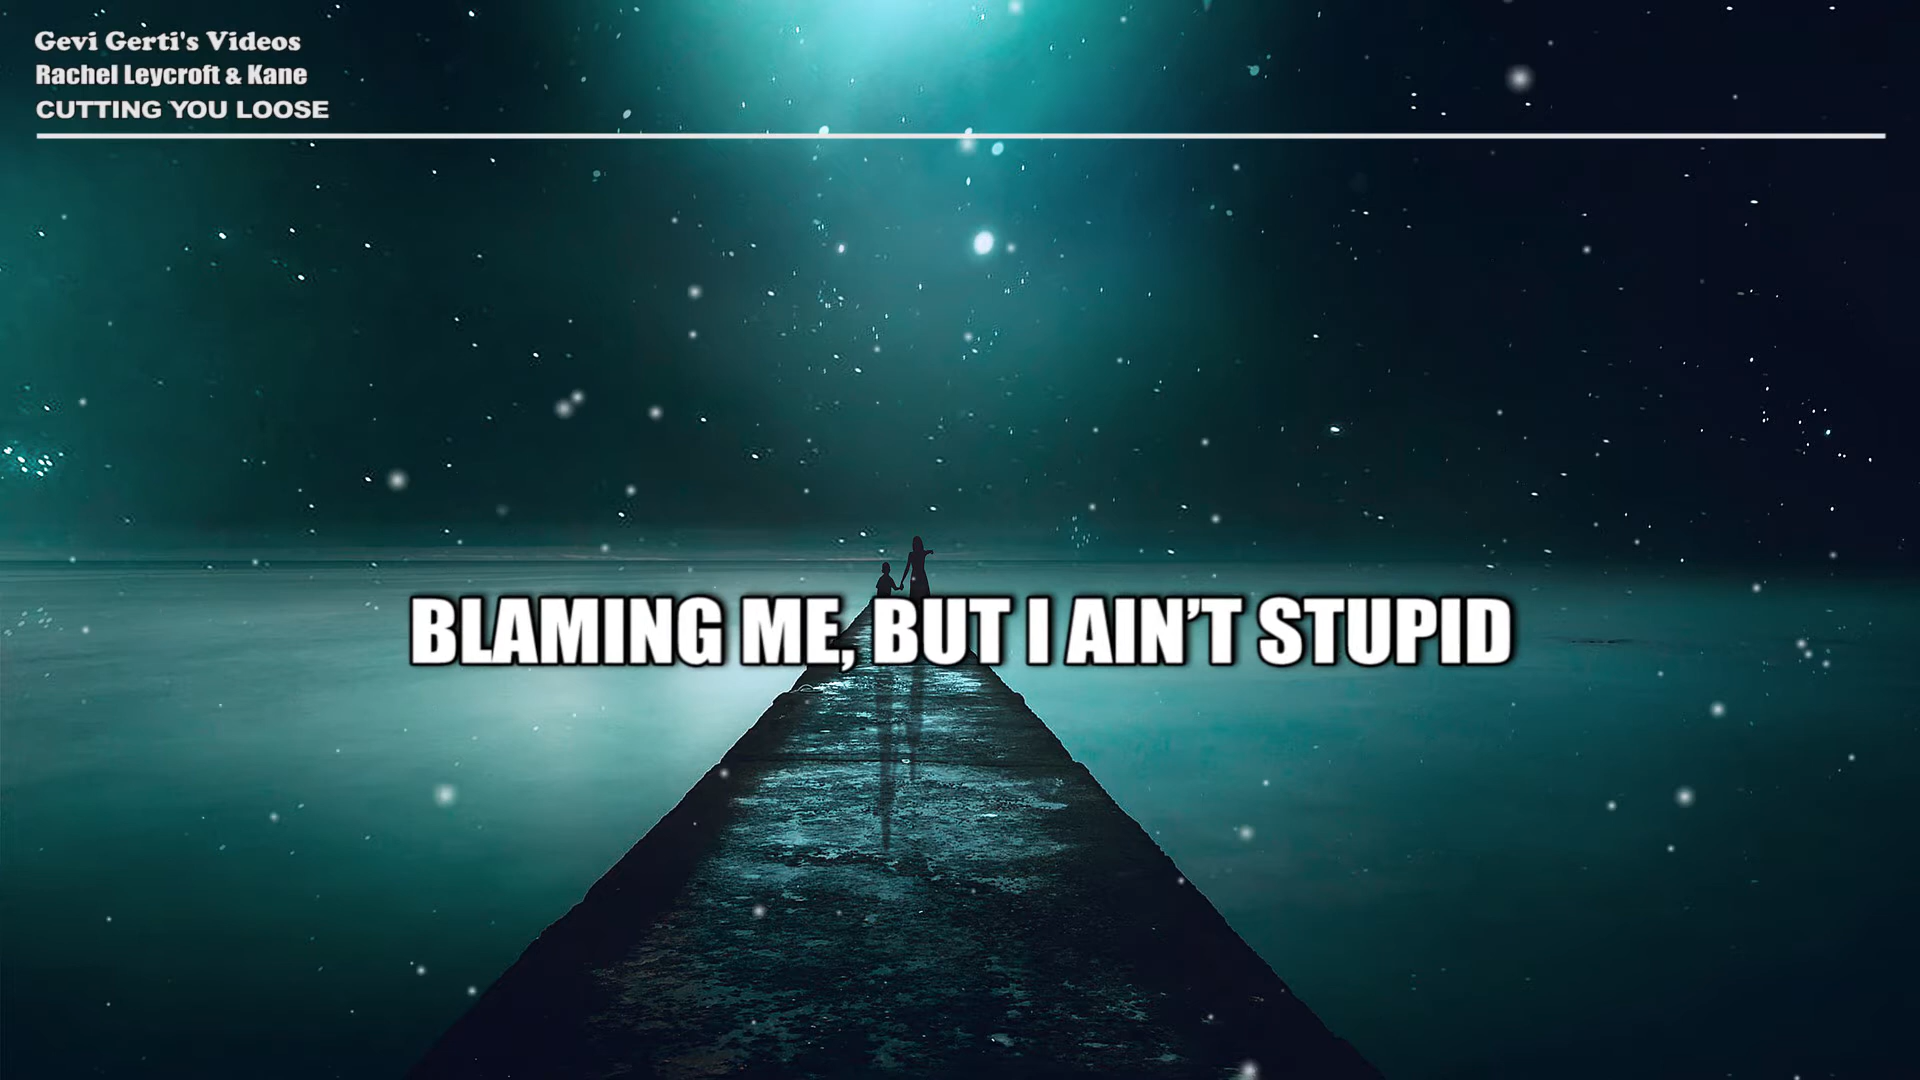 Gevi Gerti's Videos
Rachel Leycroft & Kane
CUTTING YOU LOOSE
BLAMING ME, BUT I AIN’T STUPID